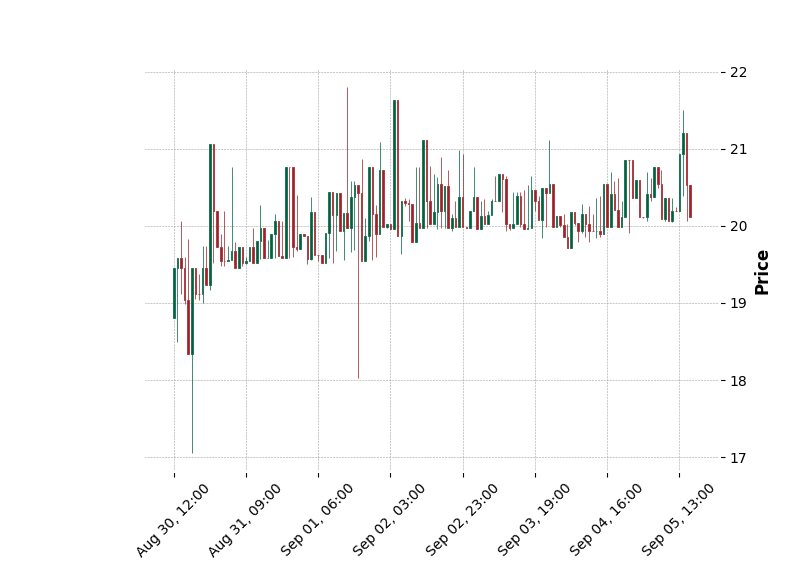 22
21
20
19
18
17
Price
Aug 30, 12:00
Aug 31, 09:00
Sep 01, 06:00
Sep 02, 03:00
Sep 02, 23:00
Sep 03, 19:00
Sep 04, 16:00
Sep 05, 13:00